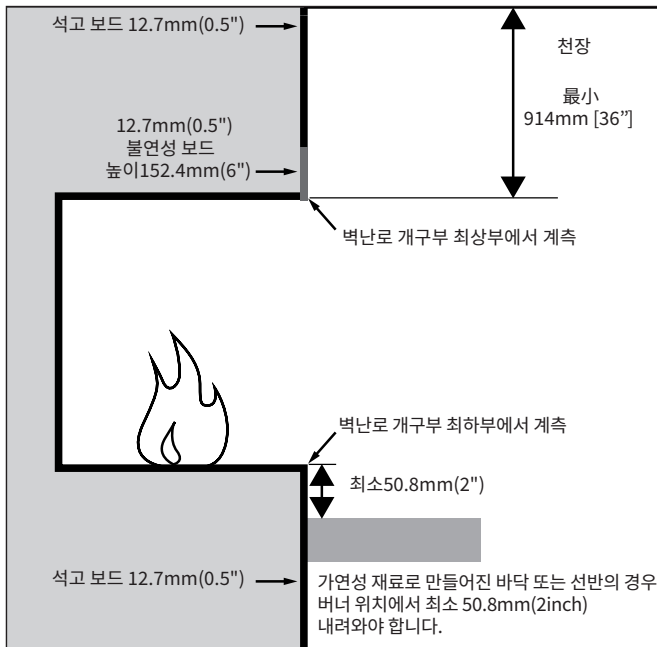 석고 보드 12.7mm(0.5")
천장
最小
914mm [36”]
12.7mm(0.5")
불연성 보드
높이152.4mm(6")
벽난로 개구부 최상부에서 계측
벽난로 개구부 최하부에서 계측
최소50.8mm(2")
석고 보드 12.7mm(0.5")
가연성 재료로 만들어진 바닥 또는 선반의 경우
버너 위치에서 최소 50.8mm(2inch)
내려와야 합니다.